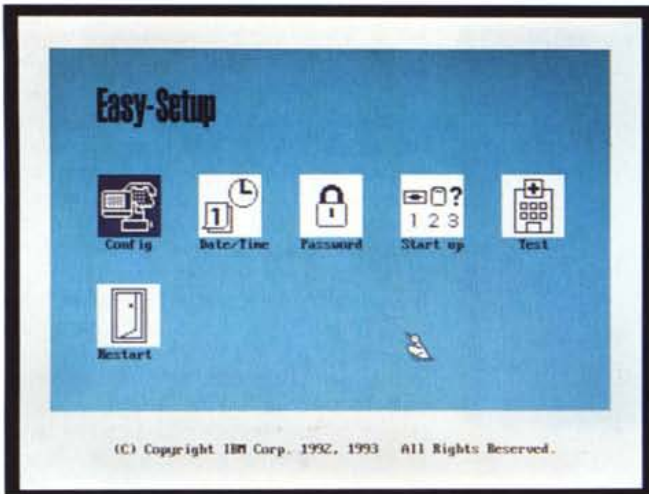 Easy-Setup
1
?
1 2 3
Config
Date/Time
Password
Start up
Test
Restart
(C) Copyright IBM Corp. 1992, 1993 All Rights Reserved.